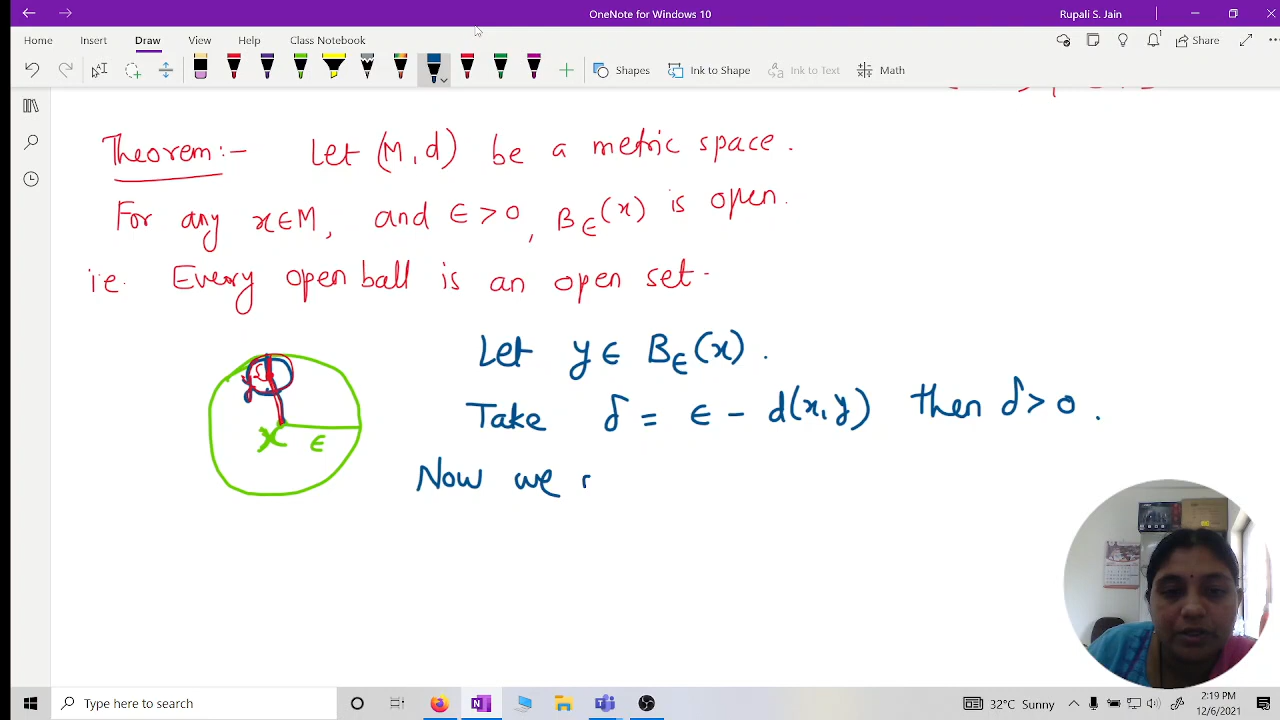 OneNote for Windows 10
Rupali S. Jain
Home Insert Draw View Help Class Notebook
Share
Shapes Ink to Shape Ink to Text Math
Theorem:- Let (M, d) be a metric space.
For any x∈M, and ∈ > 0, B∈(x) is open.
i.e. Every open ball is an open set.
Let y∈ B∈(x).
Take δ = ∈ - d(x,y) then δ > 0.
Now we
x ∈
y
Type here to search
32°C Sunny
2:19 PM
12/6/2021